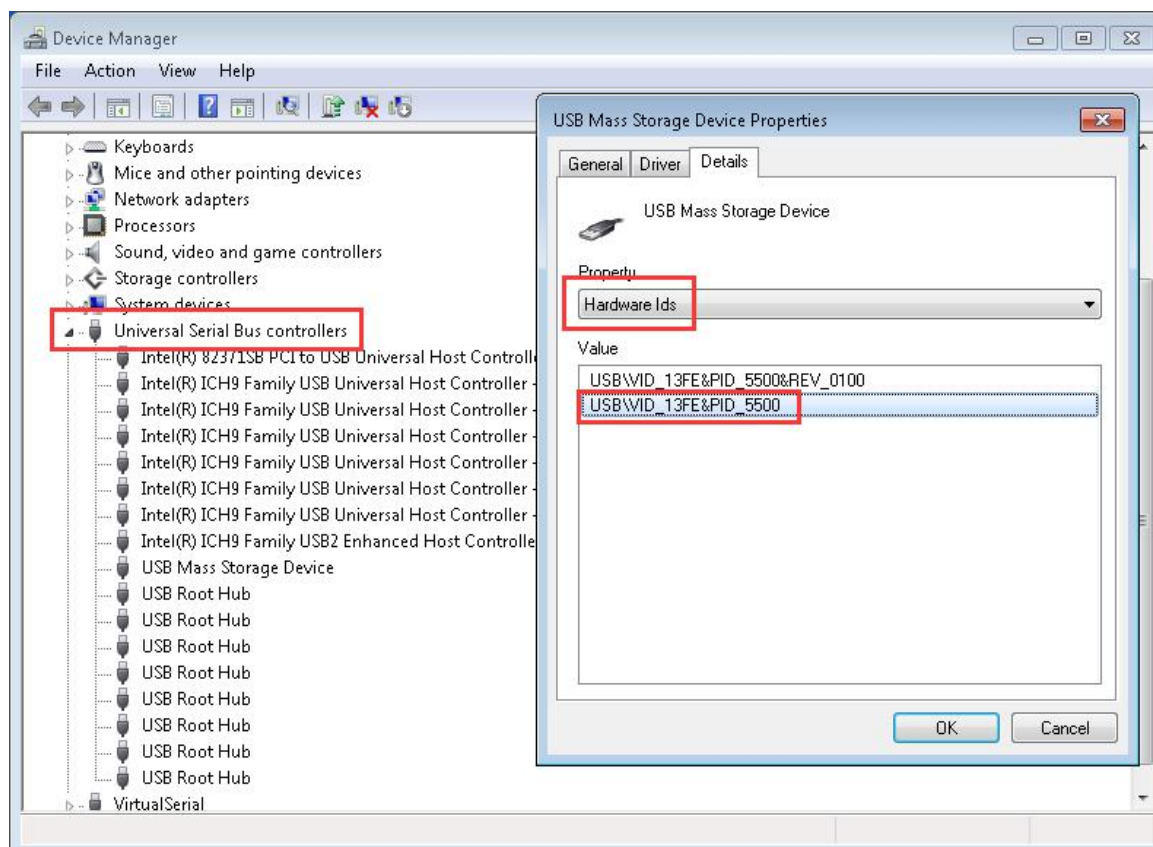 Device Manager
File Action View Help
Keyboards
Mice and other pointing devices
Network adapters
Processors
Sound, video and game controllers
Storage controllers
System devices
Universal Serial Bus controllers
Intel(R) 82371SB PCI to USB Universal Host Controlle
Intel(R) ICH9 Family USB Universal Host Controller -
Intel(R) ICH9 Family USB Universal Host Controller -
Intel(R) ICH9 Family USB Universal Host Controller -
Intel(R) ICH9 Family USB Universal Host Controller -
Intel(R) ICH9 Family USB Universal Host Controller -
Intel(R) ICH9 Family USB Universal Host Controller -
Intel(R) ICH9 Family USB2 Enhanced Host Controlle
USB Mass Storage Device
USB Root Hub
USB Root Hub
USB Root Hub
USB Root Hub
USB Root Hub
USB Root Hub
USB Root Hub
USB Root Hub
VirtualSerial
USB Mass Storage Device Properties
General Driver Details
USB Mass Storage Device
Property
Hardware Ids
Value
USB\VID_13FE&PID_5500&REV_0100
USB\VID_13FE&PID_5500
OK Cancel